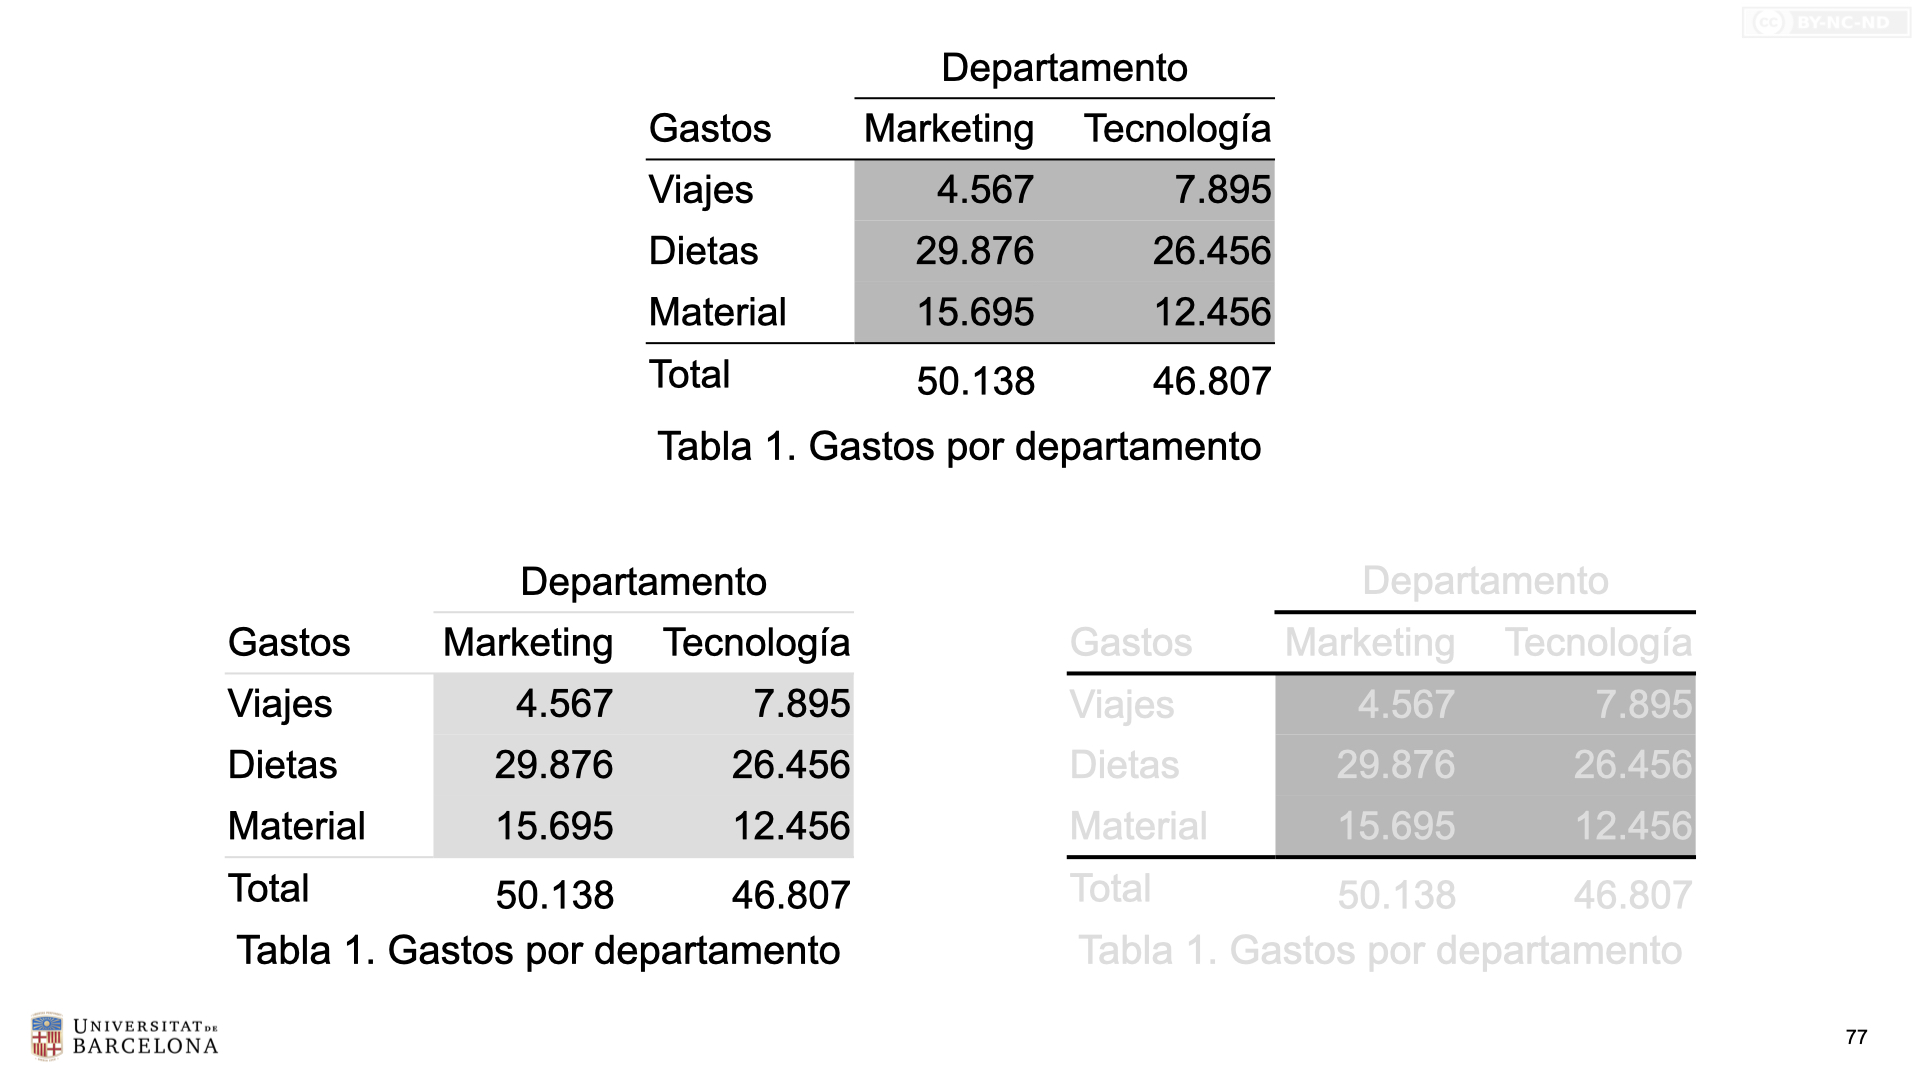 BY-NC-ND
Departamento
Gastos Marketing Tecnología
Viajes 4.567 7.895
Dietas 29.876 26.456
Material 15.695 12.456
Total 50.138 46.807
Tabla 1. Gastos por departamento
Departamento
Gastos Marketing Tecnología
Viajes 4.567 7.895
Dietas 29.876 26.456
Material 15.695 12.456
Total 50.138 46.807
Tabla 1. Gastos por departamento
Departamento
Gastos Marketing Tecnología
Viajes 4.567 7.895
Dietas 29.876 26.456
Material 15.695 12.456
Total 50.138 46.807
Tabla 1. Gastos por departamento
UNIVERSITAT DE
BARCELONA
77